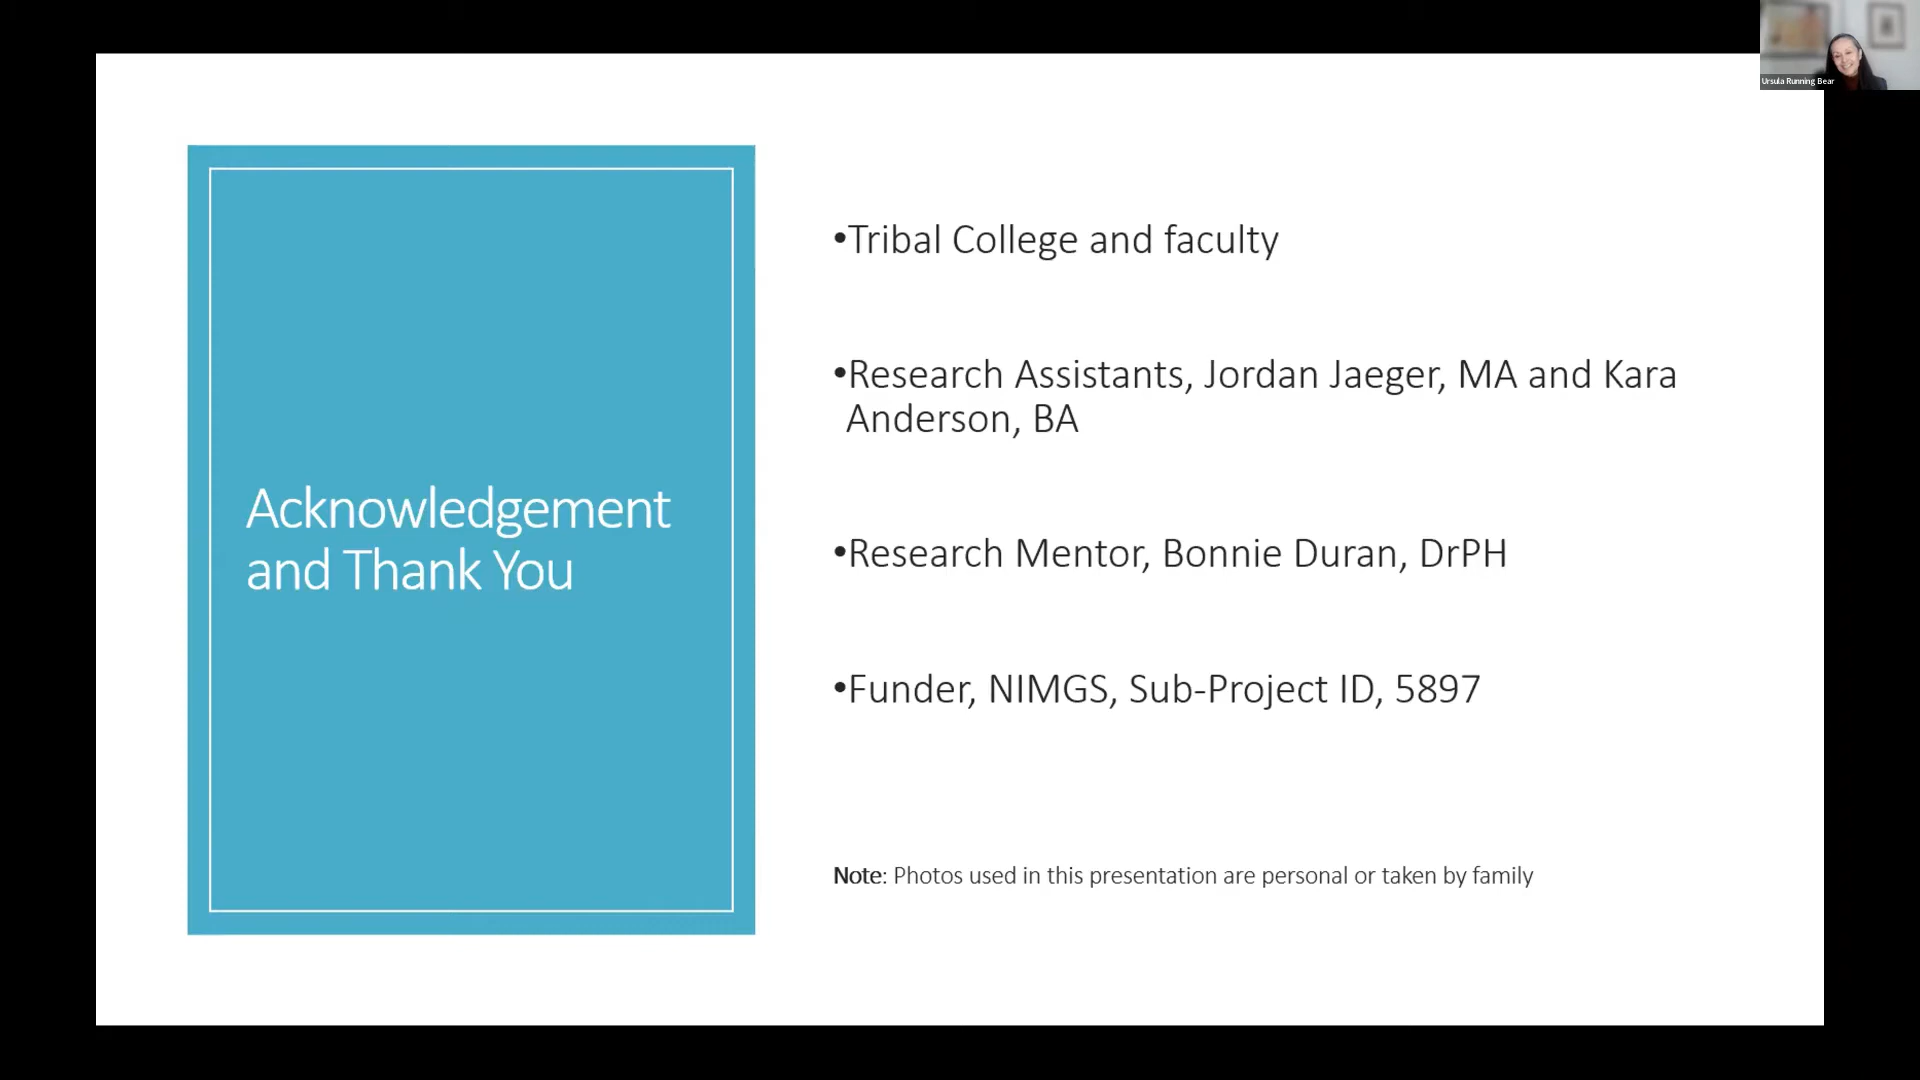 Ursula Running Bear
Acknowledgement
and Thank You
•Tribal College and faculty
•Research Assistants, Jordan Jaeger, MA and Kara
Anderson, BA
•Research Mentor, Bonnie Duran, DrPH
•Funder, NIMGS, Sub-Project ID, 5897
Note: Photos used in this presentation are personal or taken by family